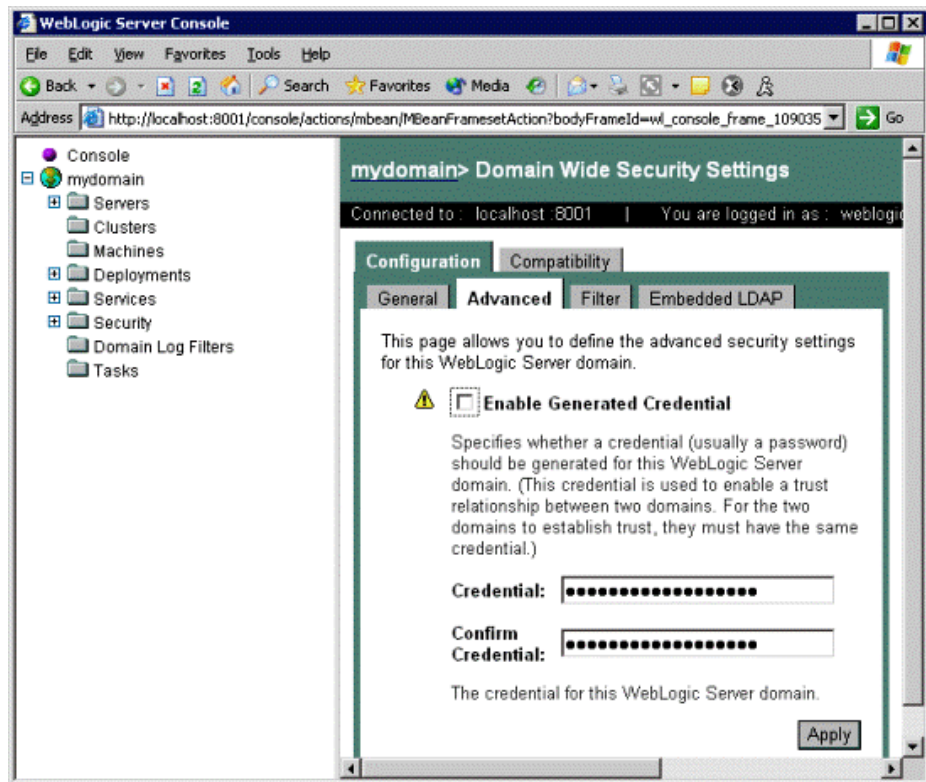 WebLogic Server Console
File Edit View Favorites Tools Help
Back Search Favorites Media
Address http://localhost:8001/console/actions/mbean/MBeanFramesetAction?bodyFrameId=wl_console_frame_109035 Go
Console
mydomain
Servers
Clusters
Machines
Deployments
Services
Security
Domain Log Filters
Tasks
mydomain> Domain Wide Security Settings
Connected to : localhost :8001 | You are logged in as : weblogic
Configuration Compatibility
General Advanced Filter Embedded LDAP
This page allows you to define the advanced security settings
for this WebLogic Server domain.
Enable Generated Credential
Specifies whether a credential (usually a password)
should be generated for this WebLogic Server
domain. (This credential is used to enable a trust
relationship between two domains. For the two
domains to establish trust, they must have the same
credential.)
Credential: ●●●●●●●●●●●●●●●●●●
Confirm
Credential: ●●●●●●●●●●●●●●●●●●
The credential for this WebLogic Server domain.
Apply